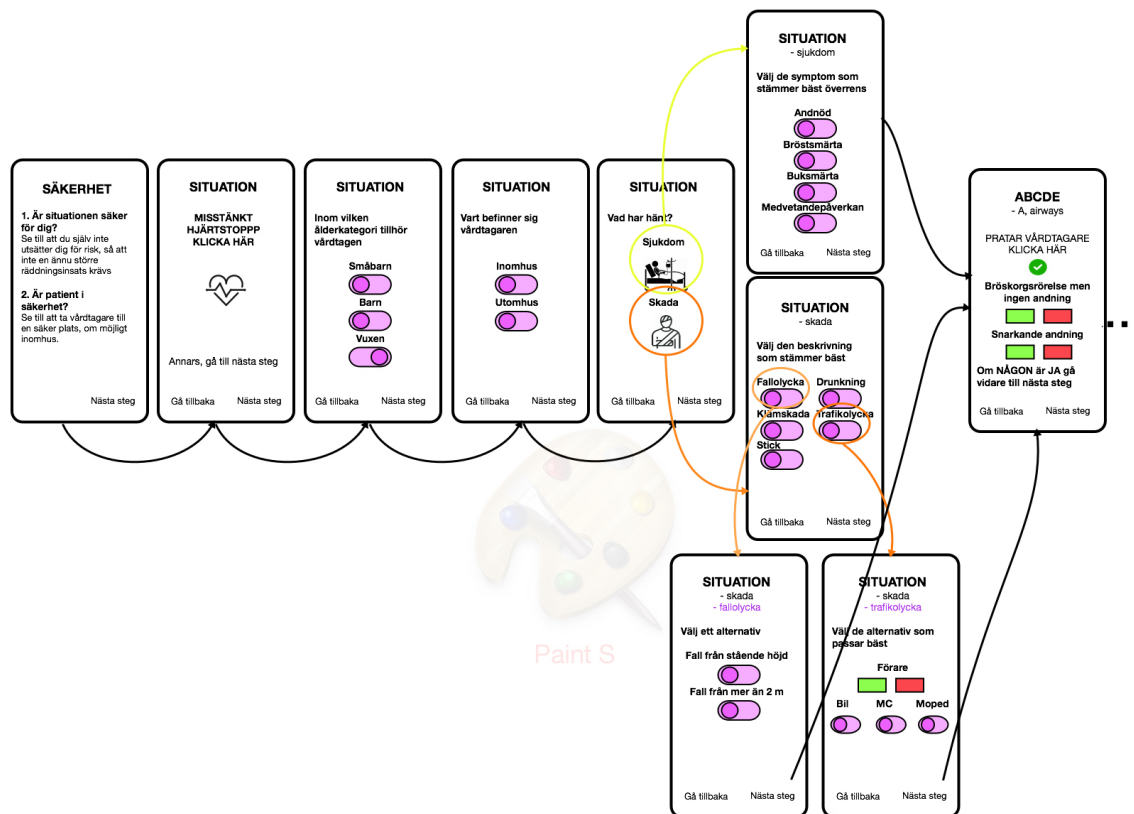 SÄKERHET
1. Är situationen säker
för dig?
Se till att du själv inte
utsätter dig för risk, så att
inte en ännu större
räddningsinsats krävs
2. Är patient i
säkerhet?
Se till att ta vårdtagare till
en säker plats, om möjligt
inomhus.
Nästa steg
SITUATION
MISSTÄNKT
HJÄRTSTOPPP
KLICKA HÄR
Annars, gå till nästa steg
Gå tillbaka Nästa steg
SITUATION
Inom vilken
ålderkategori tillhör
vårdtagen
Småbarn
Barn
Vuxen
Gå tillbaka Nästa steg
SITUATION
Vart befinner sig
vårdtagaren
Inomhus
Utomhus
Gå tillbaka Nästa steg
SITUATION
Vad har hänt?
Sjukdom
Skada
Gå tillbaka Nästa steg
SITUATION
- sjukdom
Välj de symptom som
stämmer bäst överrens
Andnöd
Bröstsmärta
Buksmärta
Medvetandepåverkan
Gå tillbaka Nästa steg
SITUATION
- skada
Välj den beskrivning
som stämmer bäst
Fallolycka Drunkning
Klämskada Trafikolycka
Stick
Gå tillbaka Nästa steg
SITUATION
- skada
- fallolycka
Välj ett alternativ
Fall från stående höjd
Fall från mer än 2 m
Gå tillbaka Nästa steg
SITUATION
- skada
- trafikolycka
Välj de alternativ som
passar bäst
Förare
Bil MC Moped
Gå tillbaka Nästa steg
ABCDE
- A, airways
PRATAR VÅRDTAGARE
KLICKA HÄR
Bröskorgsrörelse men
ingen andning
Snarkande andning
Om NÅGON är JA gå
vidare till nästa steg
Gå tillbaka Nästa steg
...
Paint S